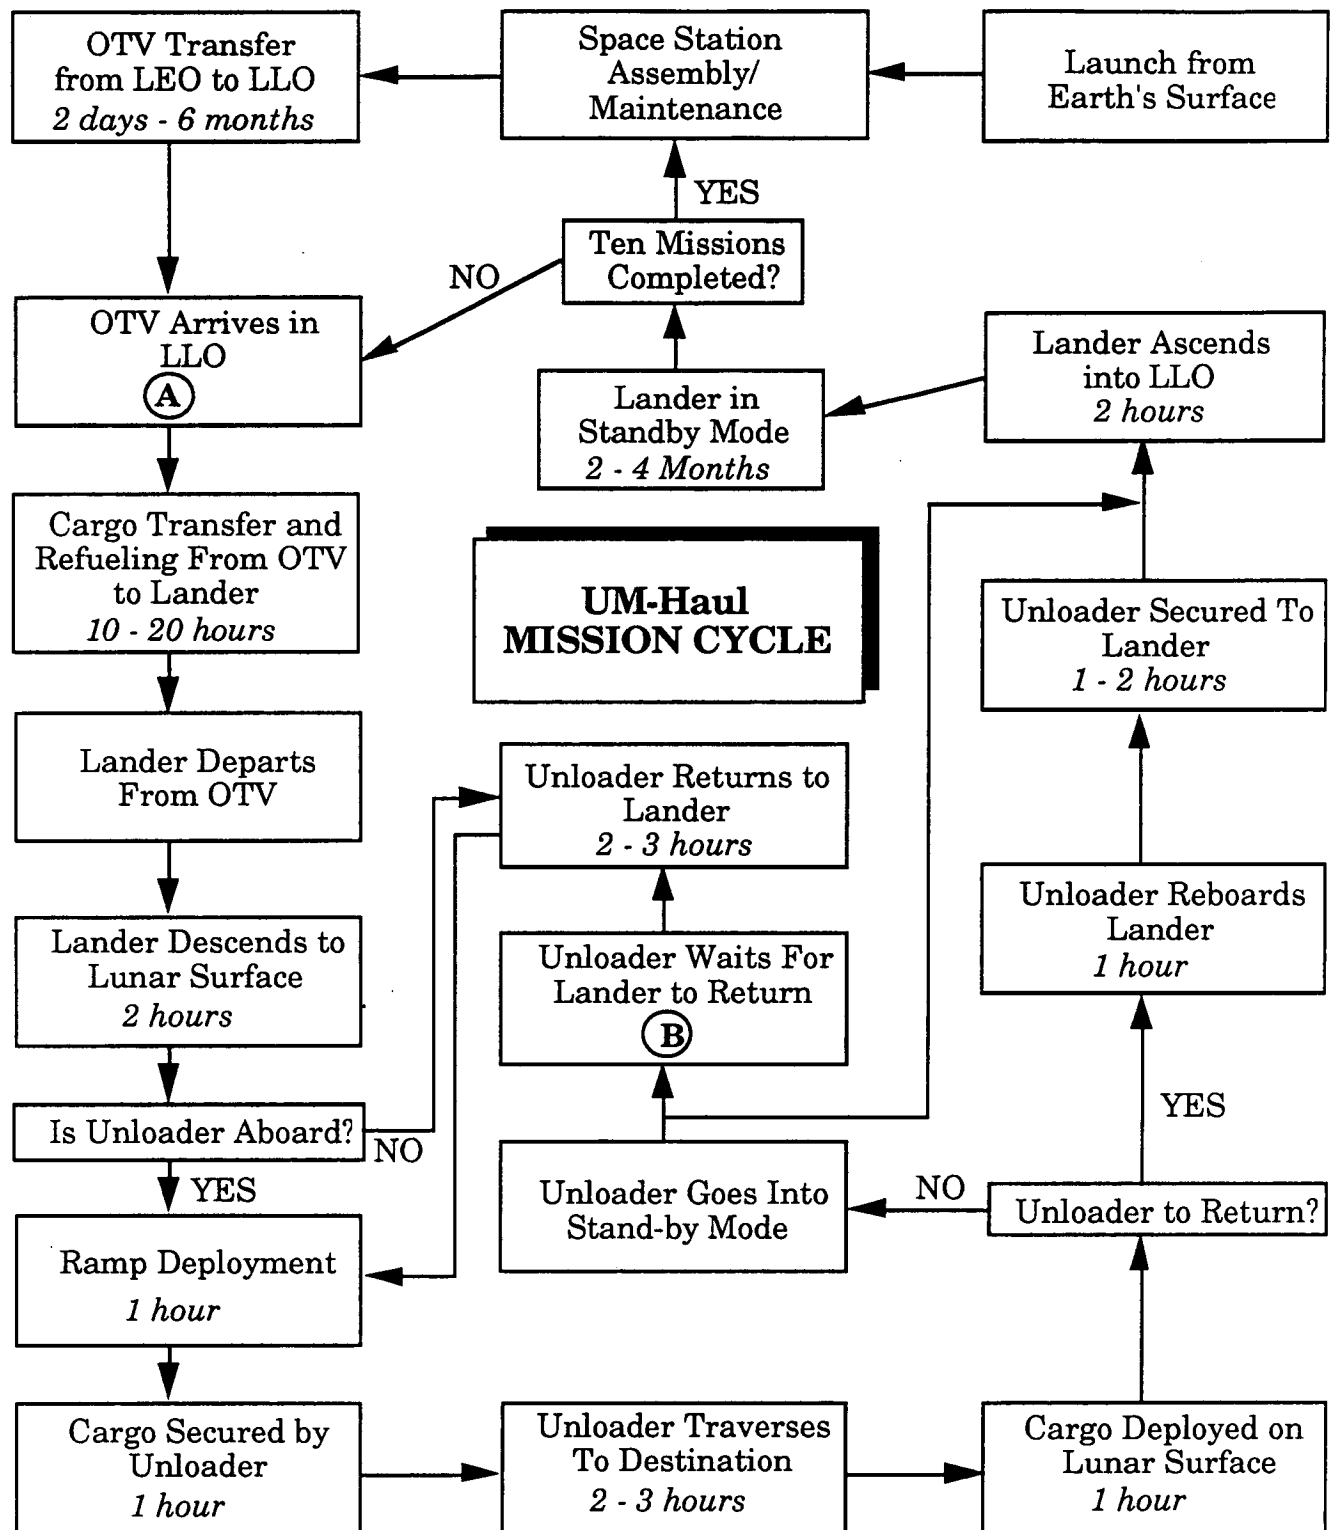 OTV Transfer
from LEO to LLO
2 days - 6 months
Space Station
Assembly/
Maintenance
Launch from
Earth's Surface
YES
Ten Missions
Completed?
NO
OTV Arrives in
LLO
A
Lander in
Standby Mode
2 - 4 Months
Lander Ascends
into LLO
2 hours
Cargo Transfer and
Refueling From OTV
to Lander
10 - 20 hours
UM-Haul
MISSION CYCLE
Unloader Secured To
Lander
1 - 2 hours
Lander Departs
From OTV
Unloader Returns to
Lander
2 - 3 hours
Unloader Reboards
Lander
1 hour
Lander Descends to
Lunar Surface
2 hours
Unloader Waits For
Lander to Return
B
YES
Is Unloader Aboard?
NO
YES
Unloader Goes Into
Stand-by Mode
NO
Unloader to Return?
Ramp Deployment
1 hour
Cargo Secured by
Unloader
1 hour
Unloader Traverses
To Destination
2 - 3 hours
Cargo Deployed on
Lunar Surface
1 hour